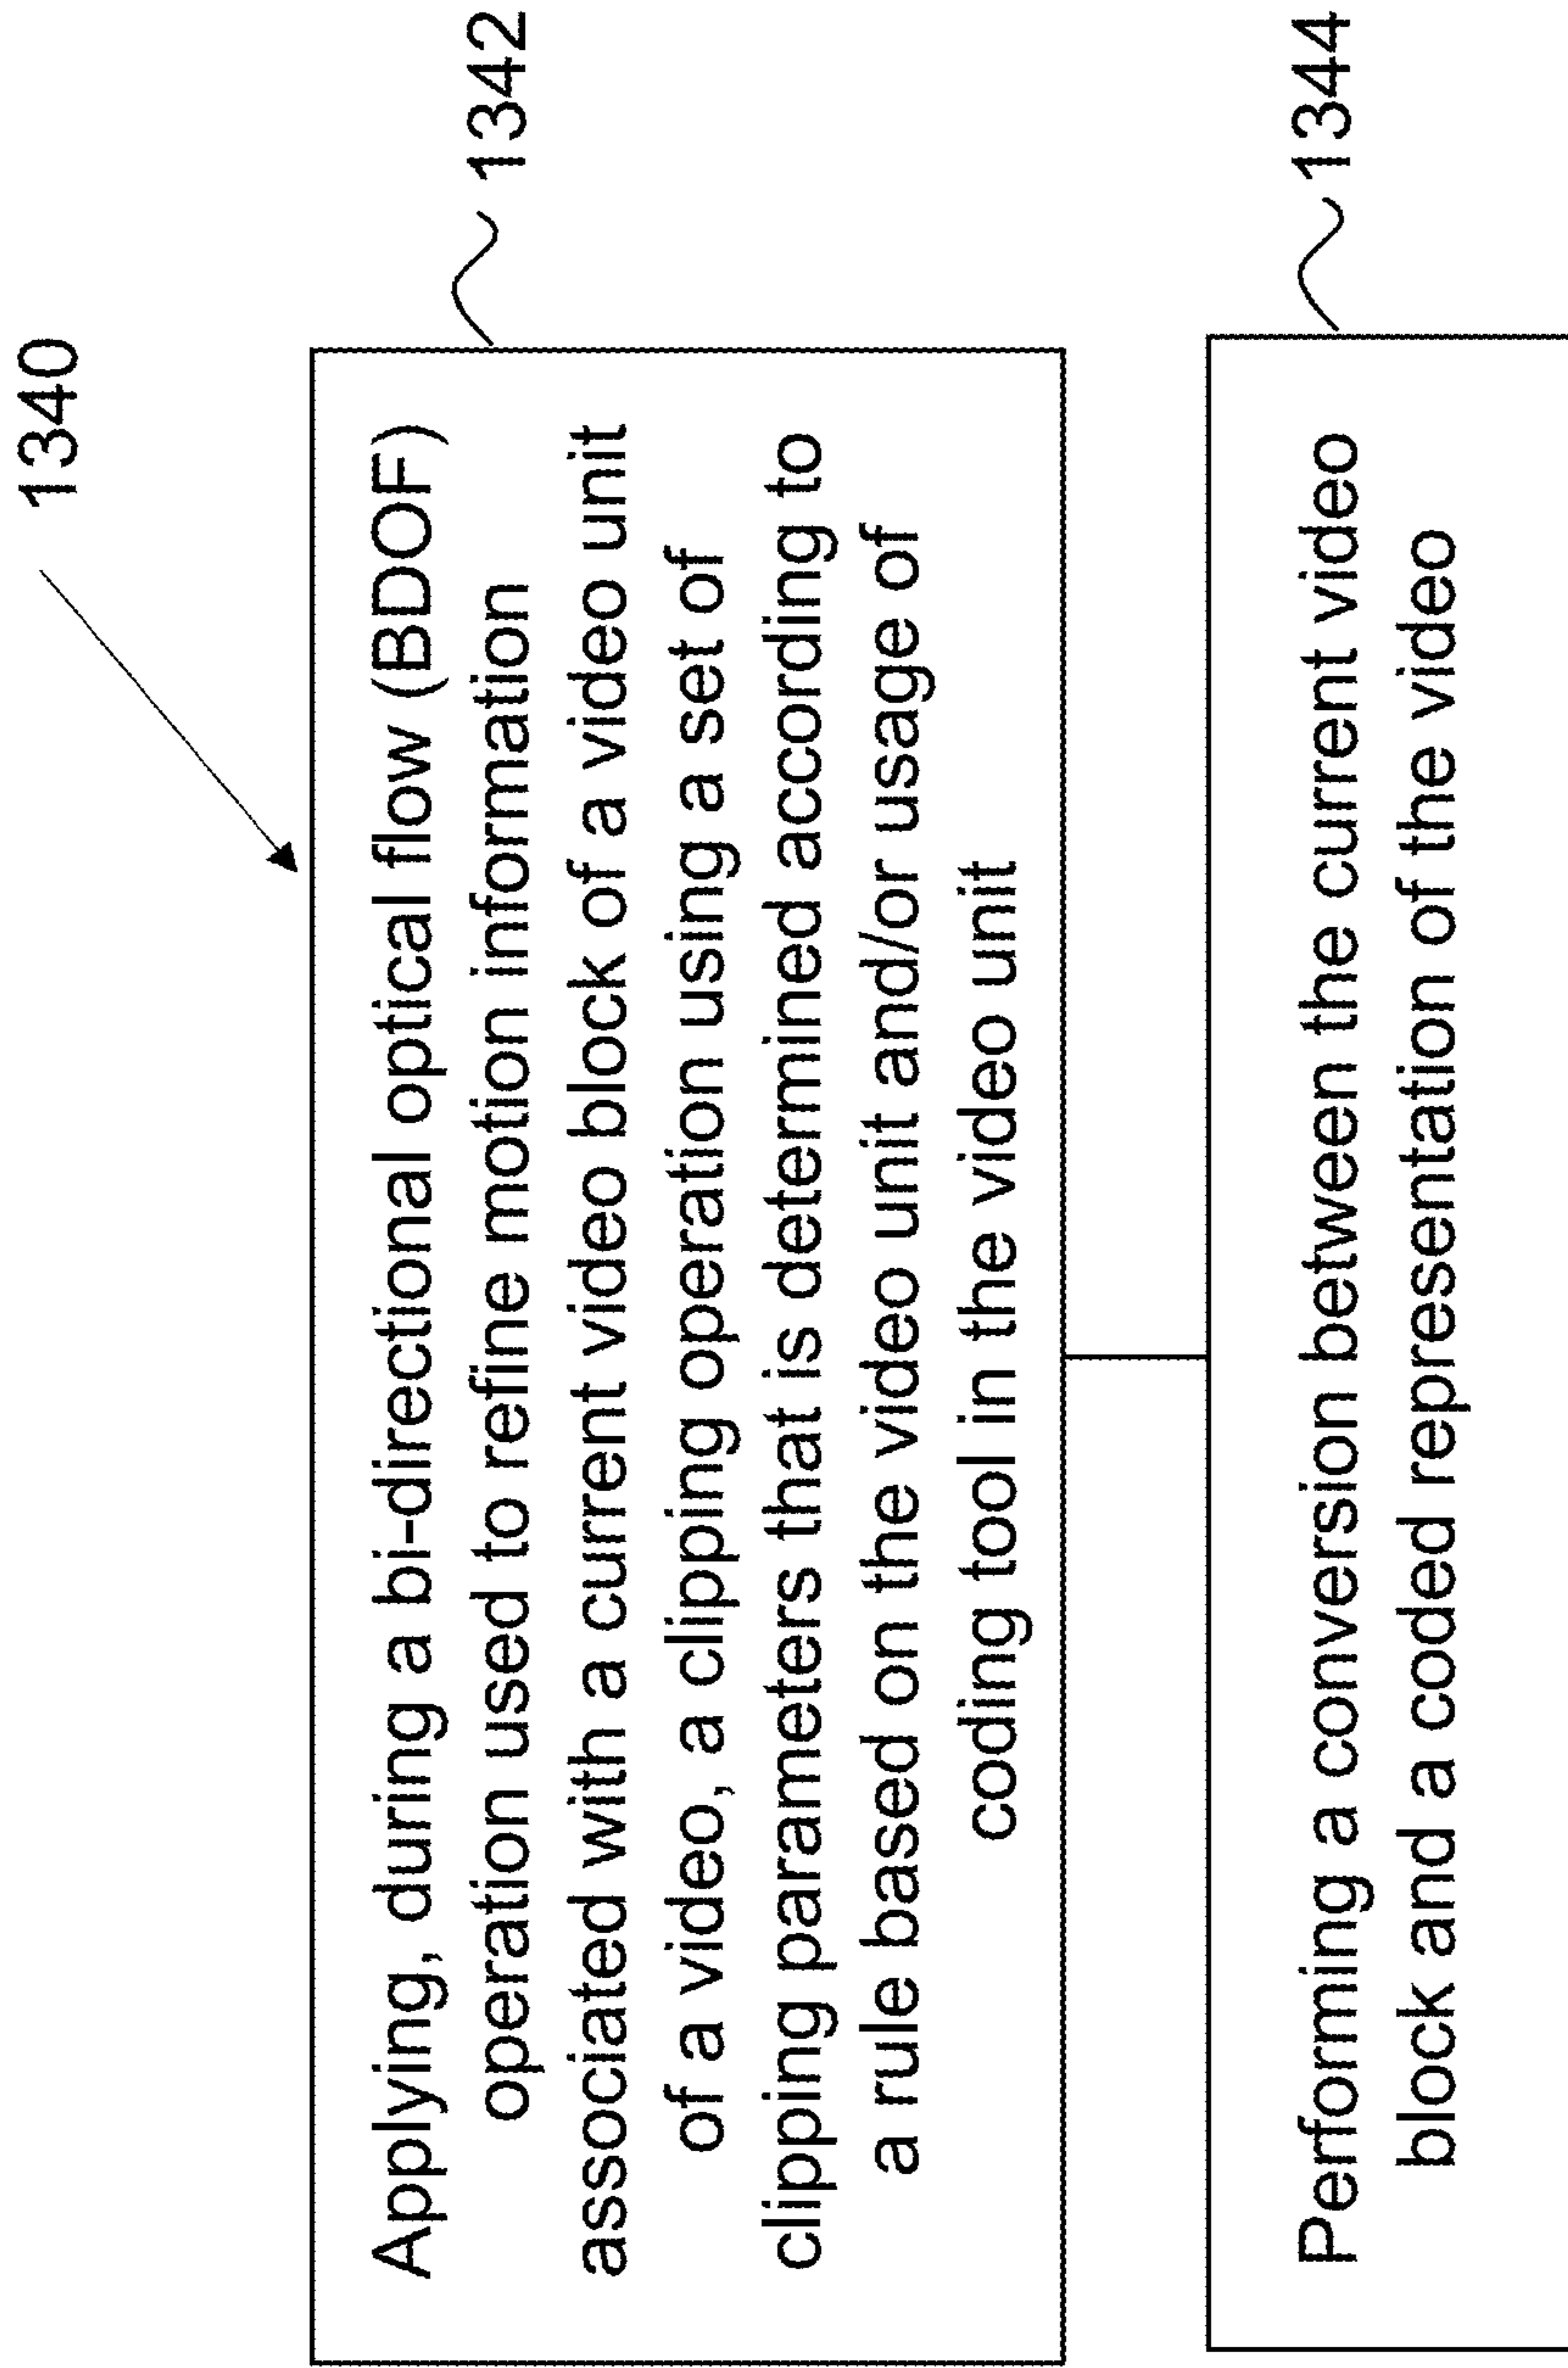 1340
Applying, during a bi-directional optical flow (BDOF)
operation used to refine motion information
associated with a current video block of a video unit
of a video, a clipping operation using a set of
clipping parameters that is determined according to
a rule based on the video unit and/or usage of
coding tool in the video unit
1342
Performing a conversion between the current video
block and a coded representation of the video
1344